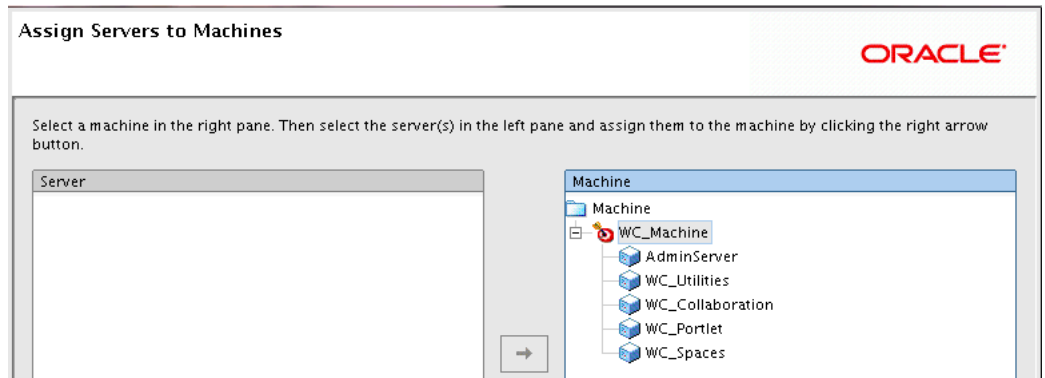 Assign Servers to Machines
ORACLE
Select a machine in the right pane. Then select the server(s) in the left pane and assign them to the machine by clicking the right arrow
button.
Server
Machine
Machine
WC_Machine
AdminServer
WC_Utilities
WC_Collaboration
WC_Portlet
WC_Spaces